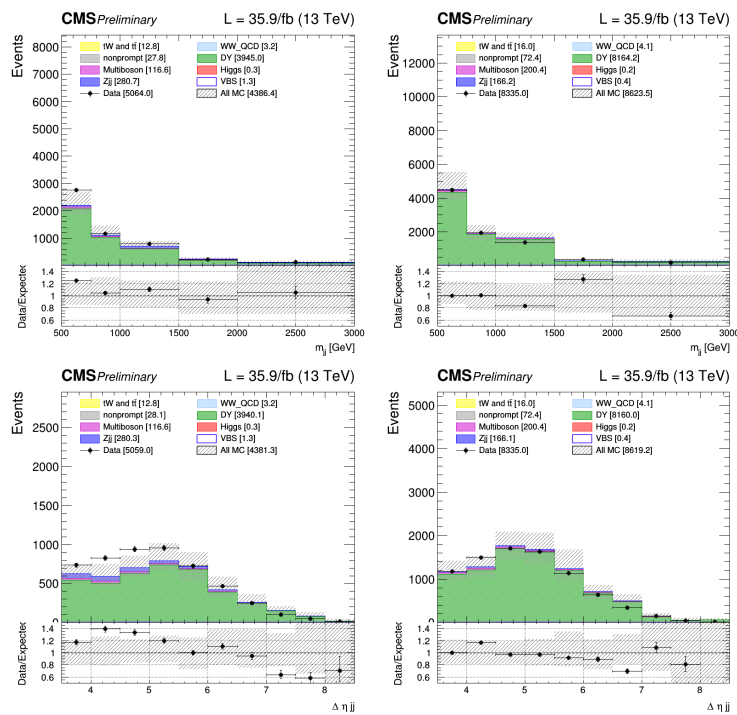 CMS Preliminary L = 35.9/fb (13 TeV)
Events
8000
7000
6000
5000
4000
3000
2000
1000
tW and tt̄ [12.8]
nonprompt [27.8]
Multiboson [116.6]
Zjj [280.7]
Data [5064.0]
WW_QCD [3.2]
DY [3945.0]
Higgs [0.3]
VBS [1.3]
All MC [4386.4]
Data/Expected
1.4
1.2
1
0.8
0.6
500 1000 1500 2000 2500 3000
m_jj [GeV]
CMS Preliminary L = 35.9/fb (13 TeV)
Events
12000
10000
8000
6000
4000
2000
tW and tt̄ [16.0]
nonprompt [72.4]
Multiboson [200.4]
Zjj [166.2]
Data [8335.0]
WW_QCD [4.1]
DY [8164.2]
Higgs [0.2]
VBS [0.4]
All MC [8623.5]
Data/Expected
1.4
1.2
1
0.8
0.6
500 1000 1500 2000 2500 3000
m_jj [GeV]
CMS Preliminary L = 35.9/fb (13 TeV)
Events
2500
2000
1500
1000
500
0
tW and tt̄ [12.8]
nonprompt [28.1]
Multiboson [116.6]
Zjj [280.3]
Data [5059.0]
WW_QCD [3.2]
DY [3940.1]
Higgs [0.3]
VBS [1.3]
All MC [4381.3]
Data/Expected
1.4
1.2
1
0.8
0.6
4 5 6 7 8
Δ η jj
CMS Preliminary L = 35.9/fb (13 TeV)
Events
5000
4000
3000
2000
1000
0
tW and tt̄ [16.0]
nonprompt [72.4]
Multiboson [200.4]
Zjj [166.1]
Data [8335.0]
WW_QCD [4.1]
DY [8160.0]
Higgs [0.2]
VBS [0.4]
All MC [8619.2]
Data/Expected
1.4
1.2
1
0.8
0.6
4 5 6 7 8
Δ η jj